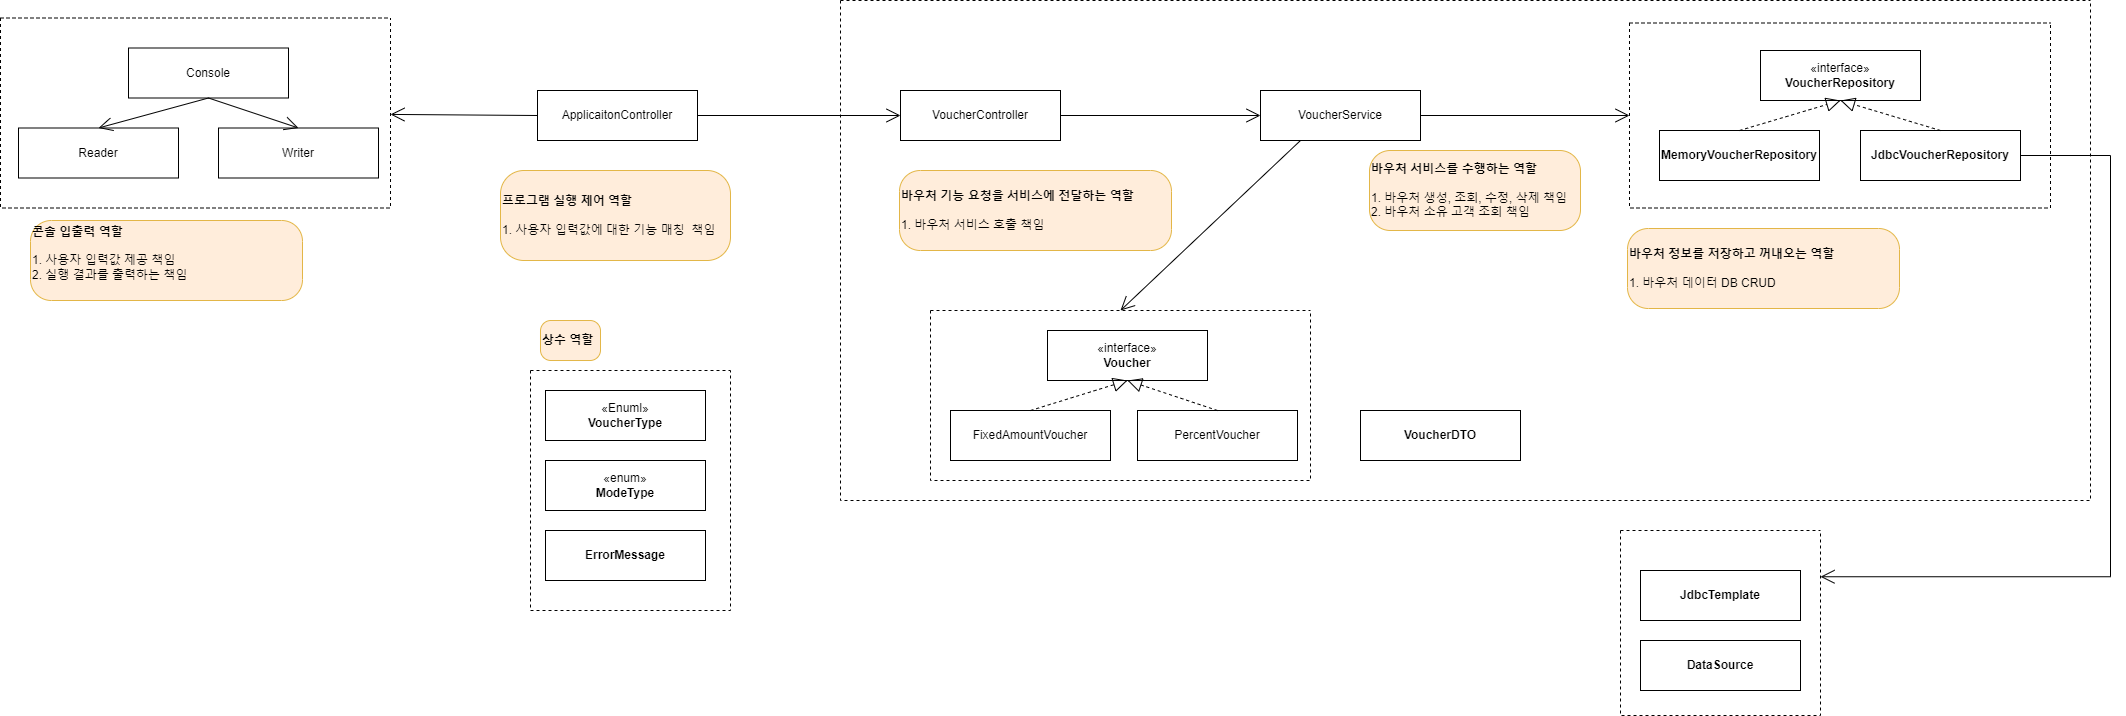 Console
Reader
Writer
콘솔 입출력 역할
1. 사용자 입력값 제공 책임
2. 실행 결과를 출력하는 책임
ApplicaitonController
프로그램 실행 제어 역할
1. 사용자 입력값에 대한 기능 매칭 책임
상수 역할
«Enuml»
VoucherType
«enum»
ModeType
ErrorMessage
VoucherController
바우처 기능 요청을 서비스에 전달하는 역할
1. 바우처 서비스 호출 책임
VoucherService
바우처 서비스를 수행하는 역할
1. 바우처 생성, 조회, 수정, 삭제 책임
2. 바우처 소유 고객 조회 책임
«interface»
Voucher
FixedAmountVoucher
PercentVoucher
VoucherDTO
«interface»
VoucherRepository
MemoryVoucherRepository
JdbcVoucherRepository
바우처 정보를 저장하고 꺼내오는 역할
1. 바우처 데이터 DB CRUD
JdbcTemplate
DataSource